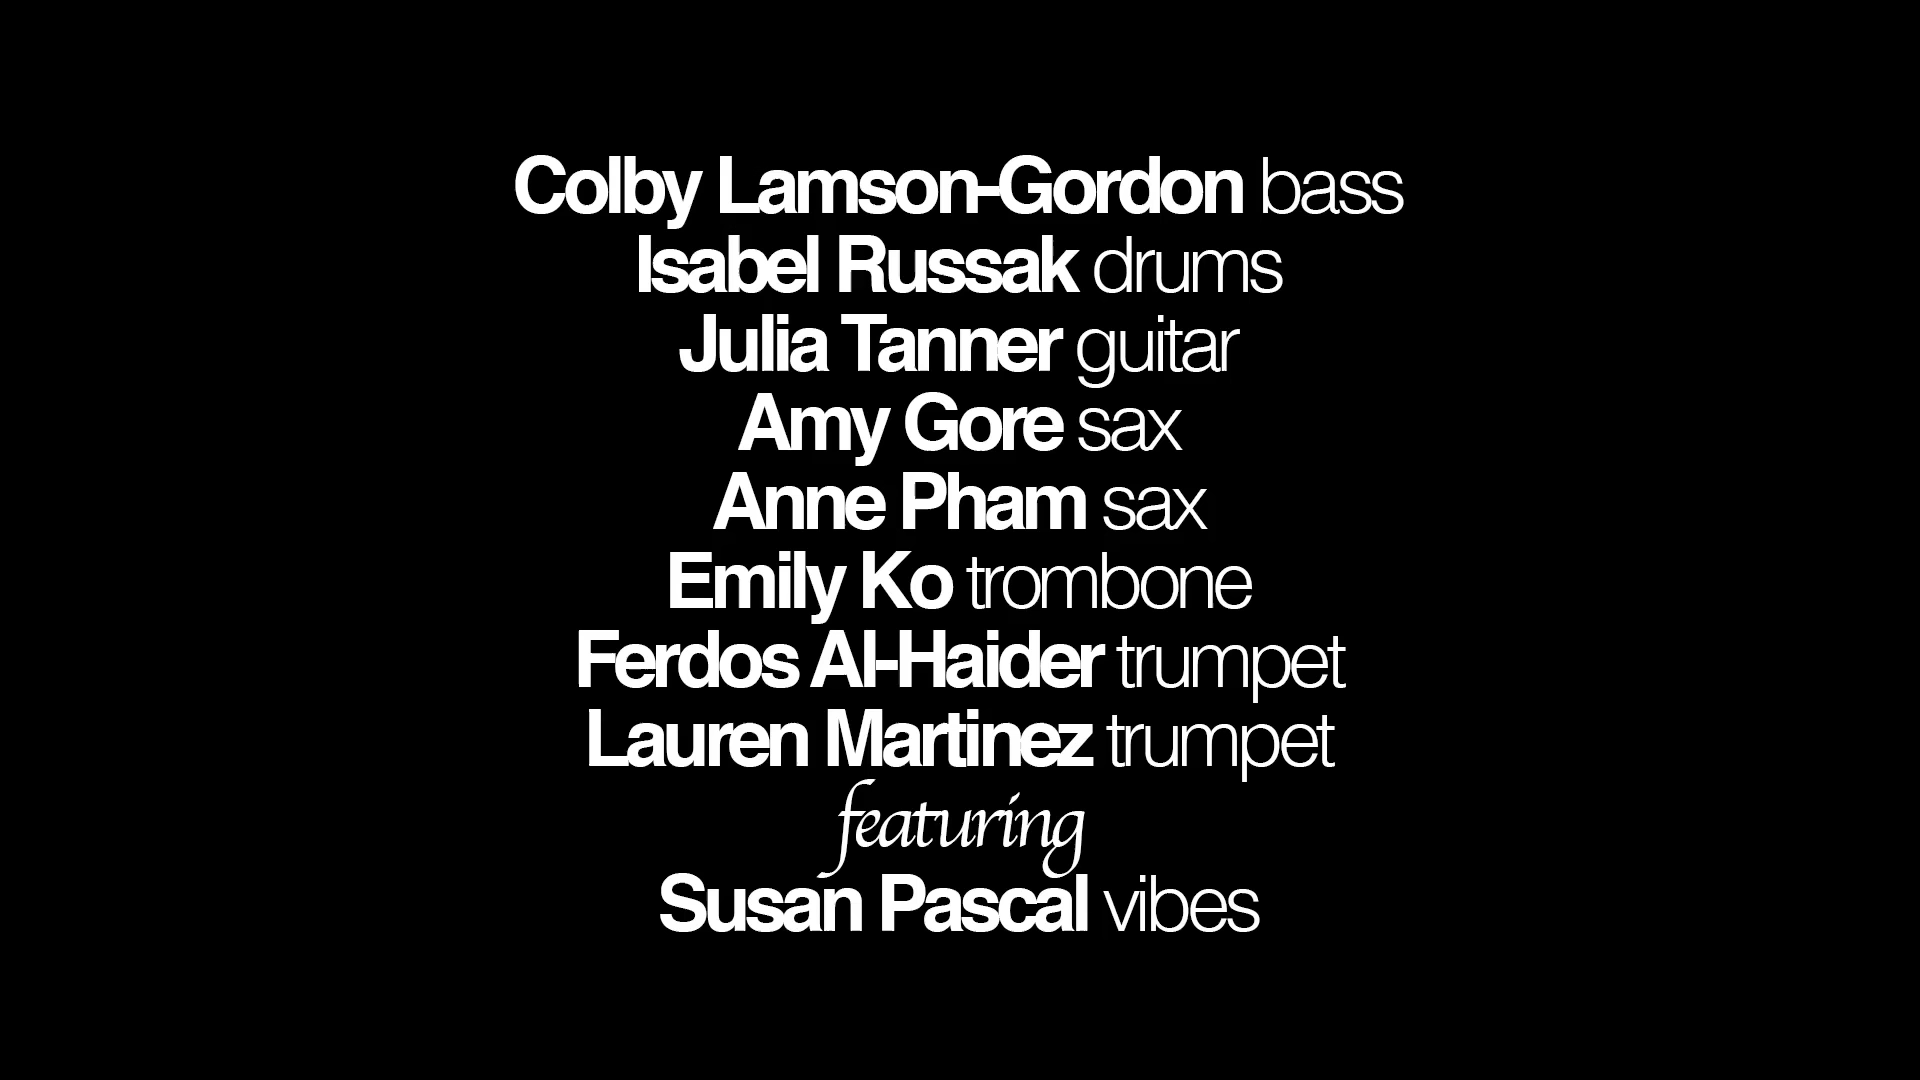 Colby Lamson-Gordon bass
Isabel Russak drums
Julia Tanner guitar
Amy Gore sax
Anne Pham sax
Emily Ko trombone
Ferdos Al-Haider trumpet
Lauren Martinez trumpet
featuring
Susan Pascal vibes